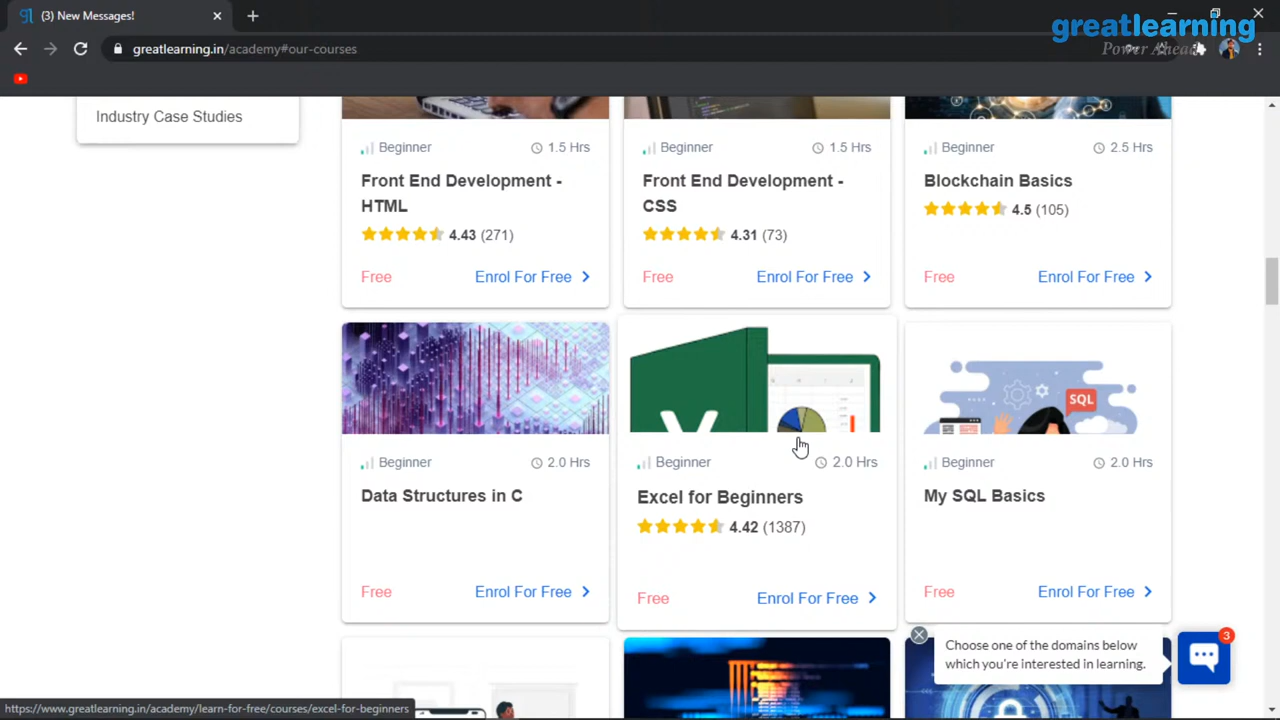 (3) New Messages!
greatlearning
Power Ahead
greatlearning.in/academy#our-courses
Industry Case Studies
Beginner 1.5 Hrs
Front End Development -
HTML
4.43 (271)
Free Enrol For Free
Beginner 1.5 Hrs
Front End Development -
CSS
4.31 (73)
Free Enrol For Free
Beginner 2.5 Hrs
Blockchain Basics
4.5 (105)
Free Enrol For Free
Beginner 2.0 Hrs
Data Structures in C
Free Enrol For Free
Beginner 2.0 Hrs
Excel for Beginners
4.42 (1387)
Free Enrol For Free
SQL
Beginner 2.0 Hrs
My SQL Basics
Free Enrol For Free
Choose one of the domains below
which you're interested in learning.
3
https://www.greatlearning.in/academy/learn-for-free/courses/excel-for-beginners